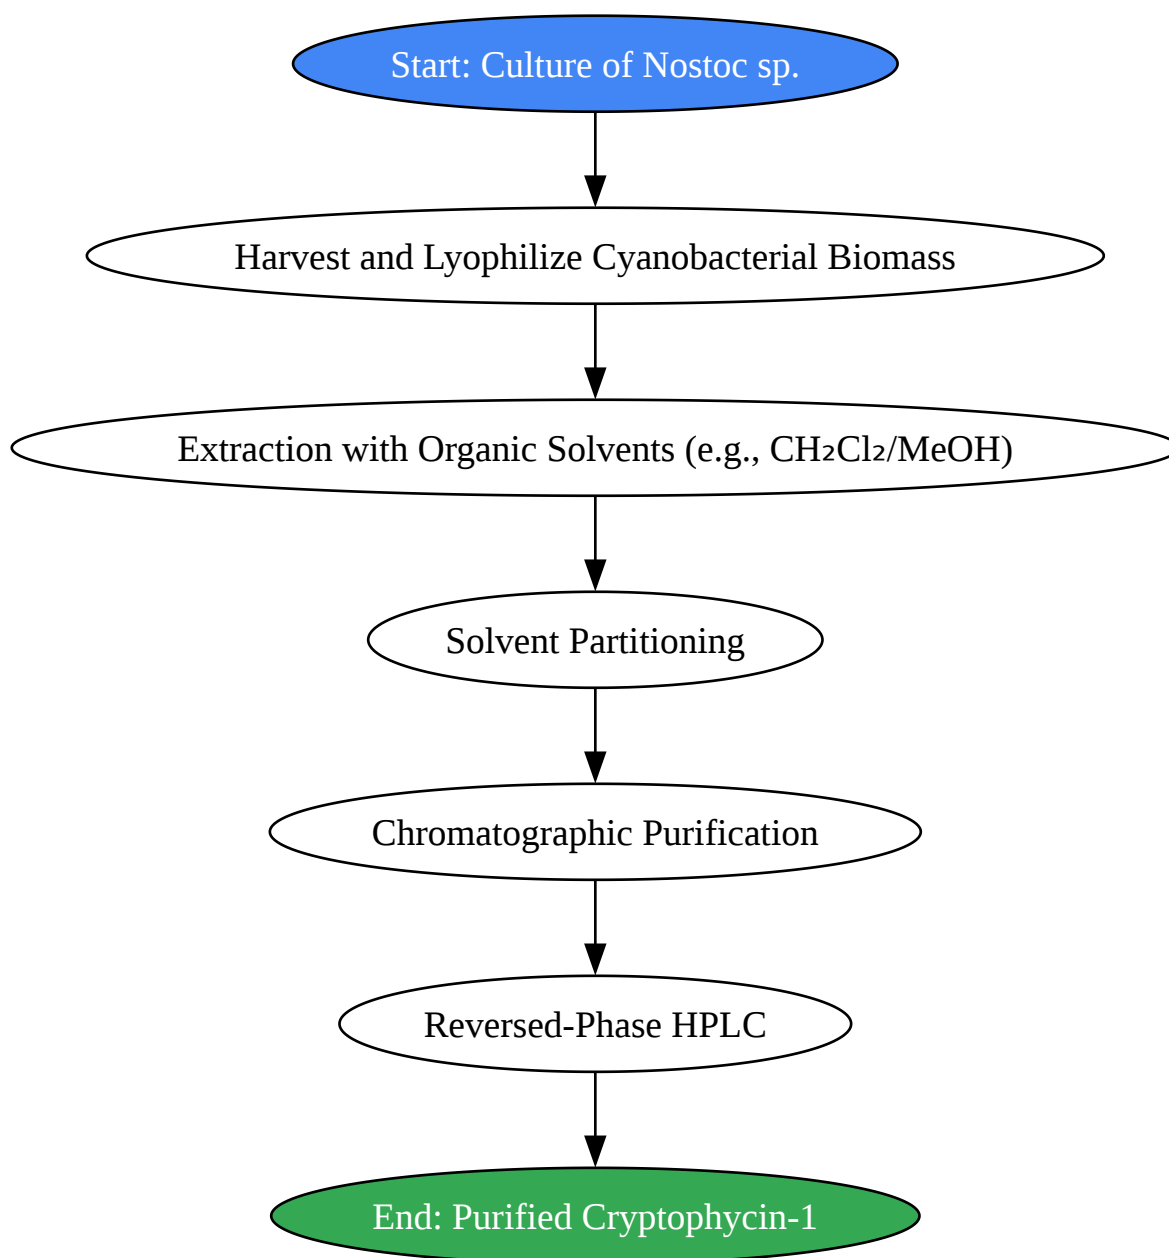 Start: Culture of Nostoc sp.
Harvest and Lyophilize Cyanobacterial Biomass
Extraction with Organic Solvents (e.g., CH₂Cl₂/MeOH)
Solvent Partitioning
Chromatographic Purification
Reversed-Phase HPLC
End: Purified Cryptophycin-1